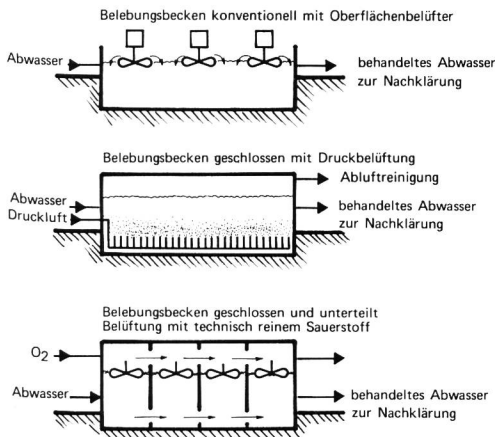 Belebungsbecken konventionell mit Oberflächenbelüfter
Abwasser
behandeltes Abwasser
zur Nachklärung
Belebungsbecken geschlossen mit Druckbelüftung
Abluftreinigung
Abwasser
Druckluft
behandeltes Abwasser
zur Nachklärung
Belebungsbecken geschlossen und unterteilt
Belüftung mit technisch reinem Sauerstoff
O₂
Abwasser
behandeltes Abwasser
zur Nachklärung